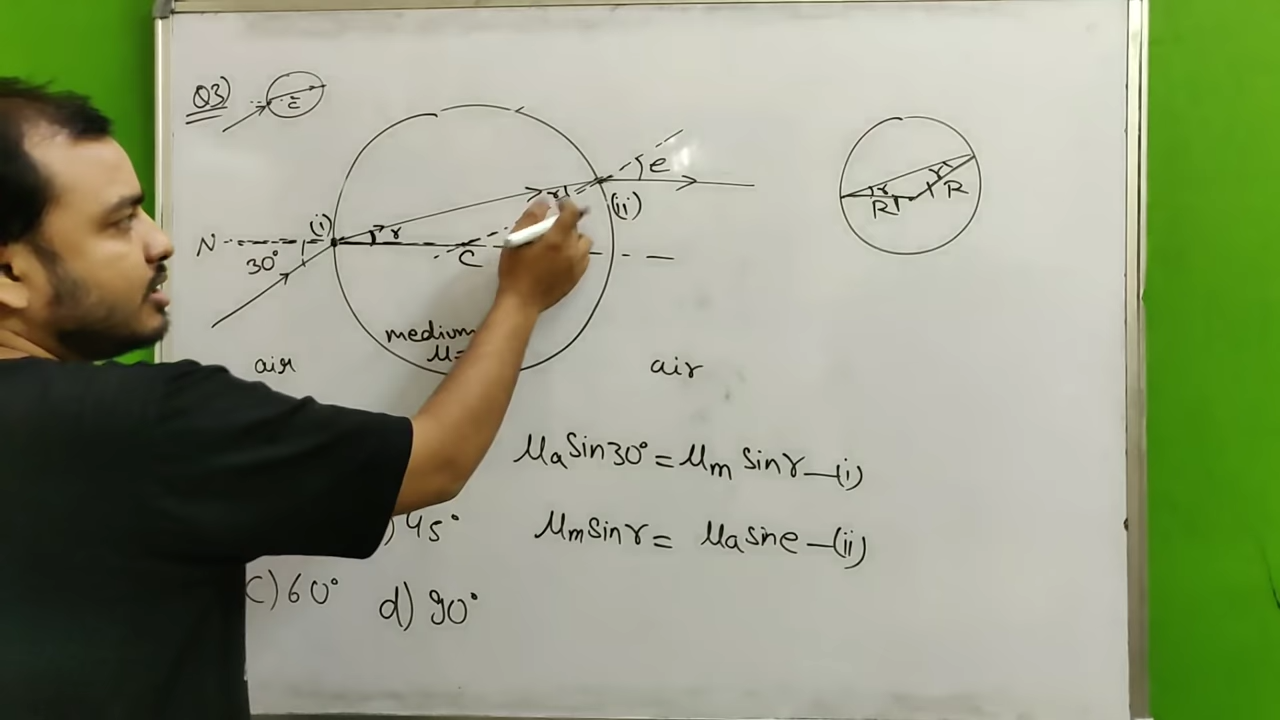 Q3)
C
e
(i)
r
r
(ii)
N
30°
C
medium
μ=
air
air
r
r
R
R
μa Sin30° = μm Sinr —(i)
μm Sinr = μa Sine —(ii)
) 45°
C) 60°
d) 90°